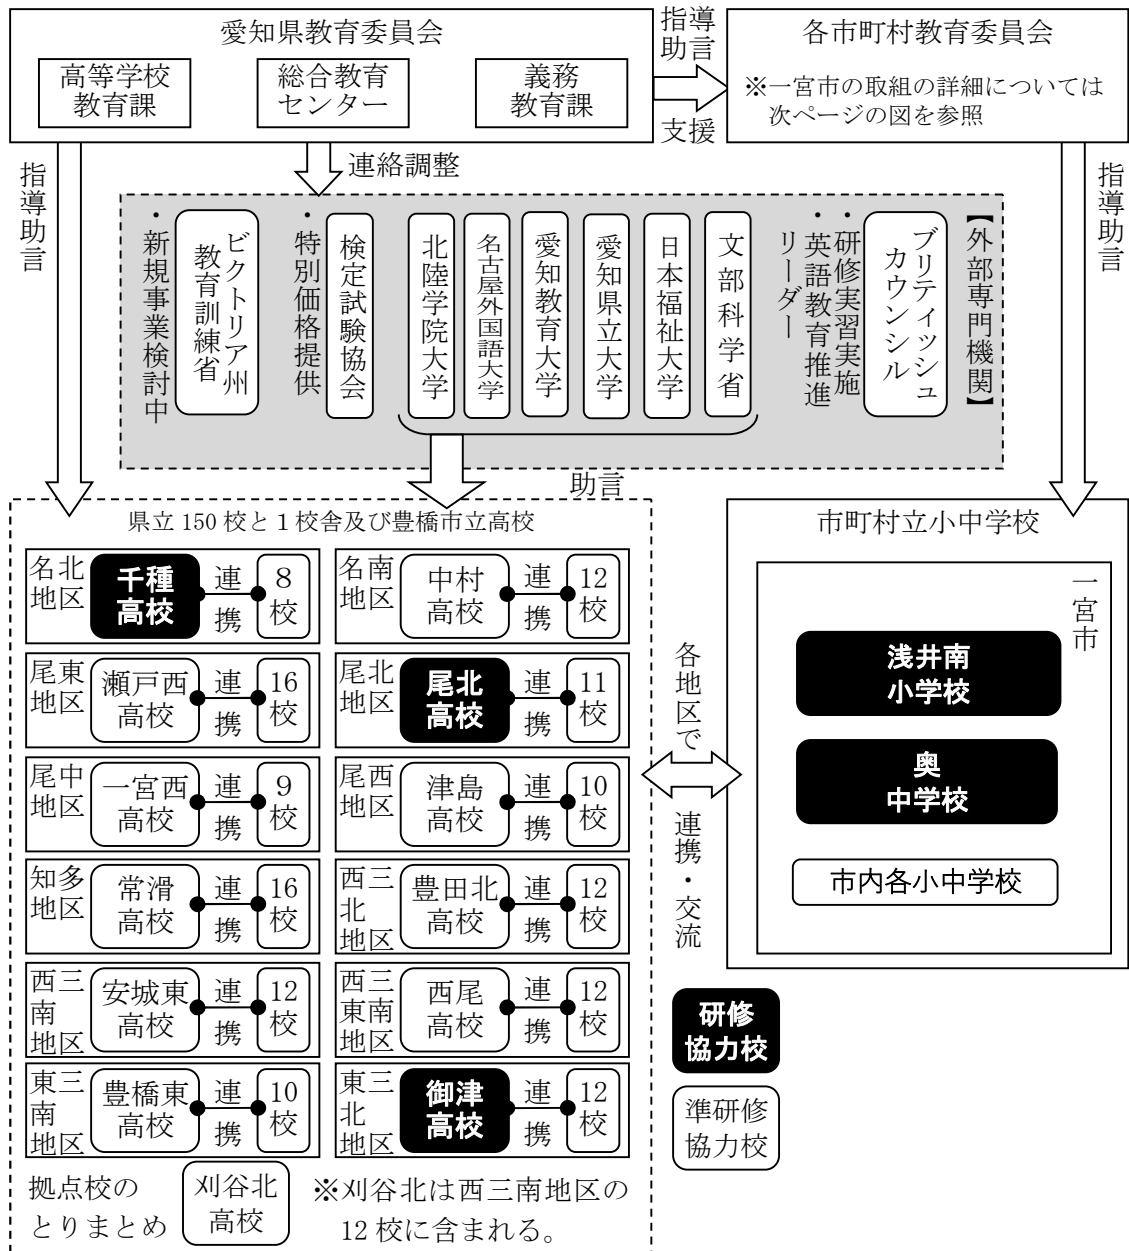 愛知県教育委員会
高等学校
教育課
総合教育
センター
義務
教育課
指導
助言
支援
各市町村教育委員会
※一宮市の取組の詳細については
次ページの図を参照
指導助言
連絡調整
指導助言
【外部専門機関】
ブリティッシュ
カウンシル
・研修実習実施
・英語教育推進
リーダー
文部科学省
日本福祉大学
愛知県立大学
愛知教育大学
名古屋外国語大学
北陸学院大学
検定試験協会
・特別価格提供
ビクトリア州
教育訓練省
・新規事業検討中
助言
県立 150 校と１校舎及び豊橋市立高校
名北
地区
千種
高校
連
携
8
校
名南
地区
中村
高校
連
携
12
校
尾東
地区
瀬戸西
高校
連
携
16
校
尾北
地区
尾北
高校
連
携
11
校
尾中
地区
一宮西
高校
連
携
9
校
尾西
地区
津島
高校
連
携
10
校
知多
地区
常滑
高校
連
携
16
校
西三
北
地区
豊田北
高校
連
携
12
校
西三
南
地区
安城東
高校
連
携
12
校
西三
東南
地区
西尾
高校
連
携
12
校
東三
南
地区
豊橋東
高校
連
携
10
校
東三
北
地区
御津
高校
連
携
12
校
拠点校の
とりまとめ
刈谷北
高校
※刈谷北は西三南地区の
12 校に含まれる。
各地区で
連携・交流
市町村立小中学校
一宮市
浅井南
小学校
奥
中学校
市内各小中学校
研修
協力校
準研修
協力校